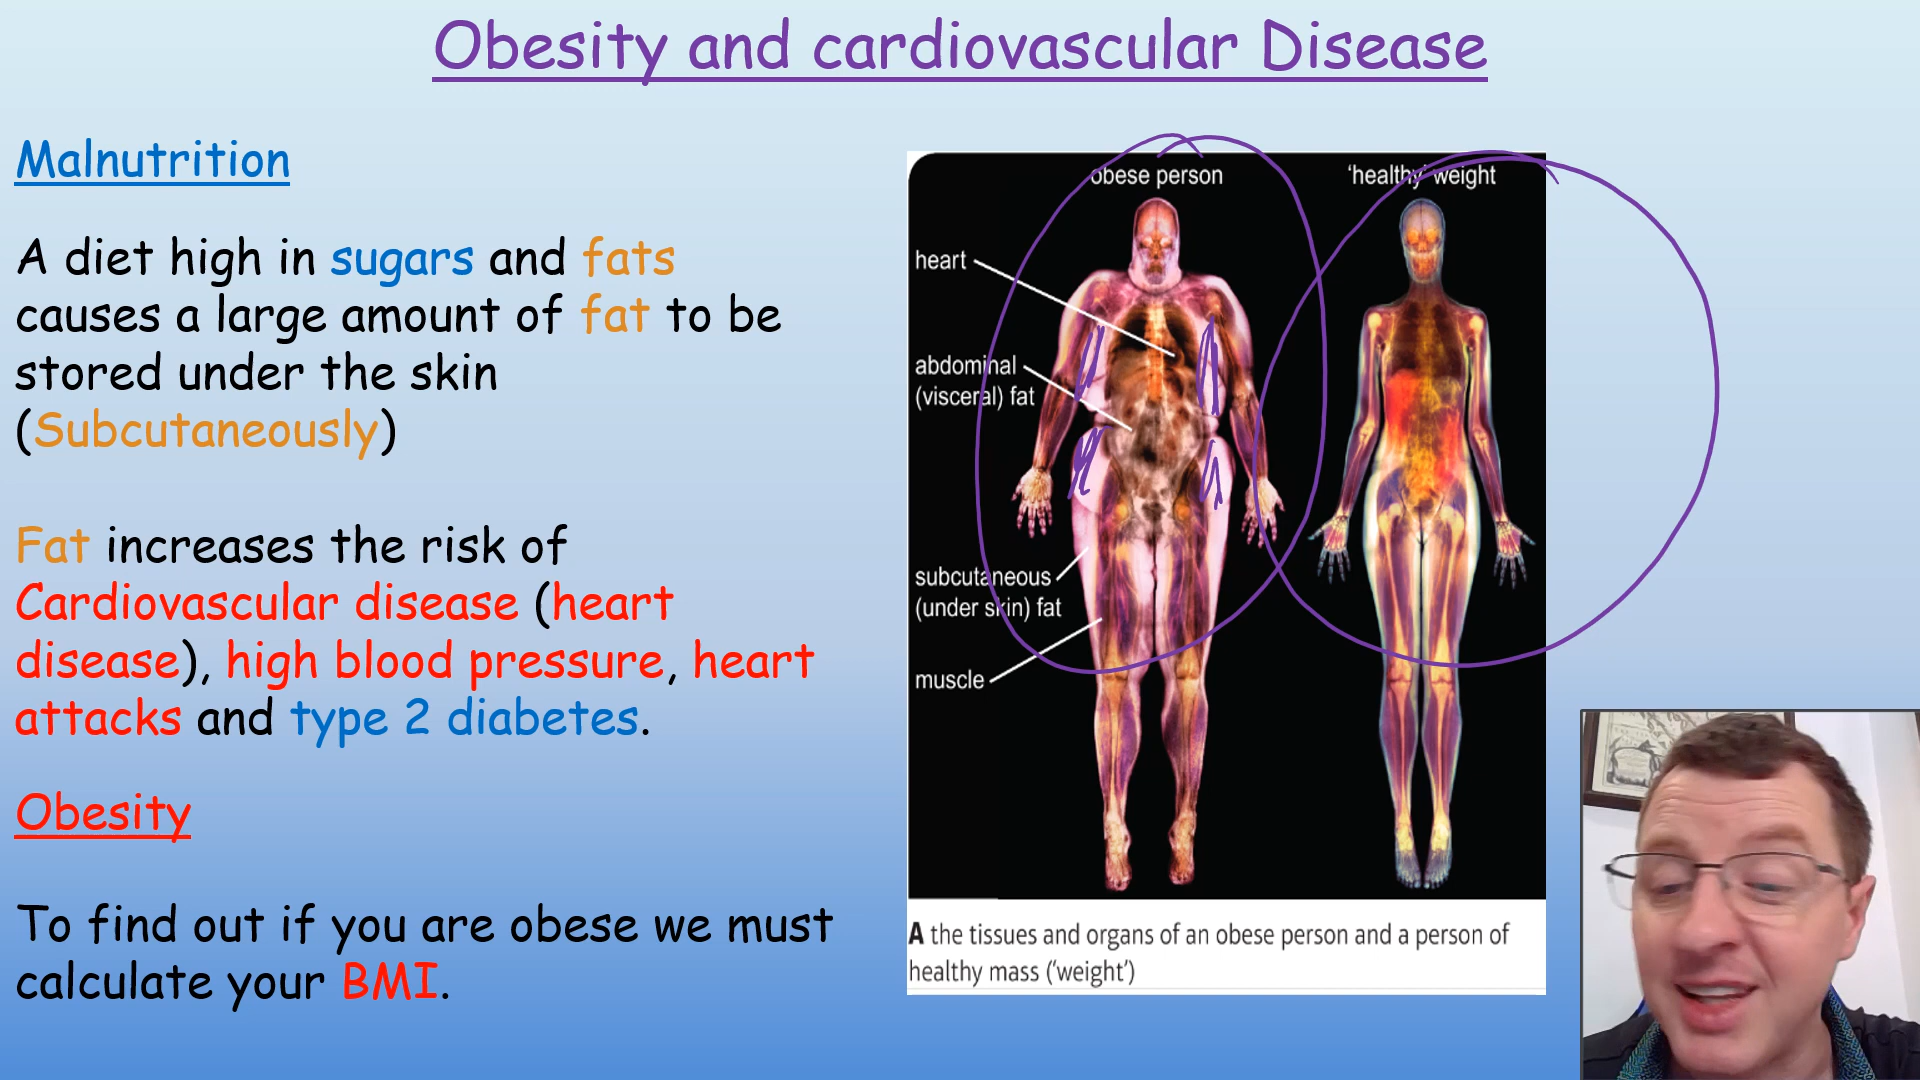 Obesity and cardiovascular Disease
Malnutrition
A diet high in sugars and fats
causes a large amount of fat to be
stored under the skin
(Subcutaneously)
Fat increases the risk of
Cardiovascular disease (heart
disease), high blood pressure, heart
attacks and type 2 diabetes.
Obesity
To find out if you are obese we must
calculate your BMI.
obese person
'healthy' weight
heart
abdominal
(visceral) fat
subcutaneous
(under skin) fat
muscle
A the tissues and organs of an obese person and a person of
healthy mass ('weight')